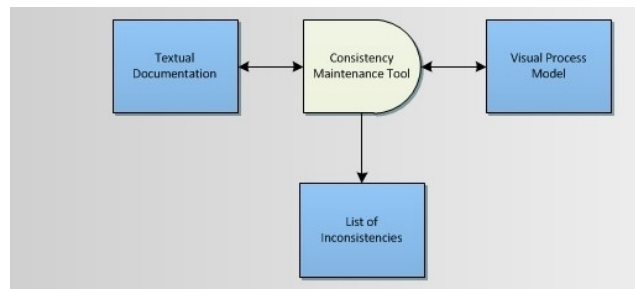 Textual
Documentation
Consistency
Maintenance Tool
Visual Process
Model
List of
Inconsistencies